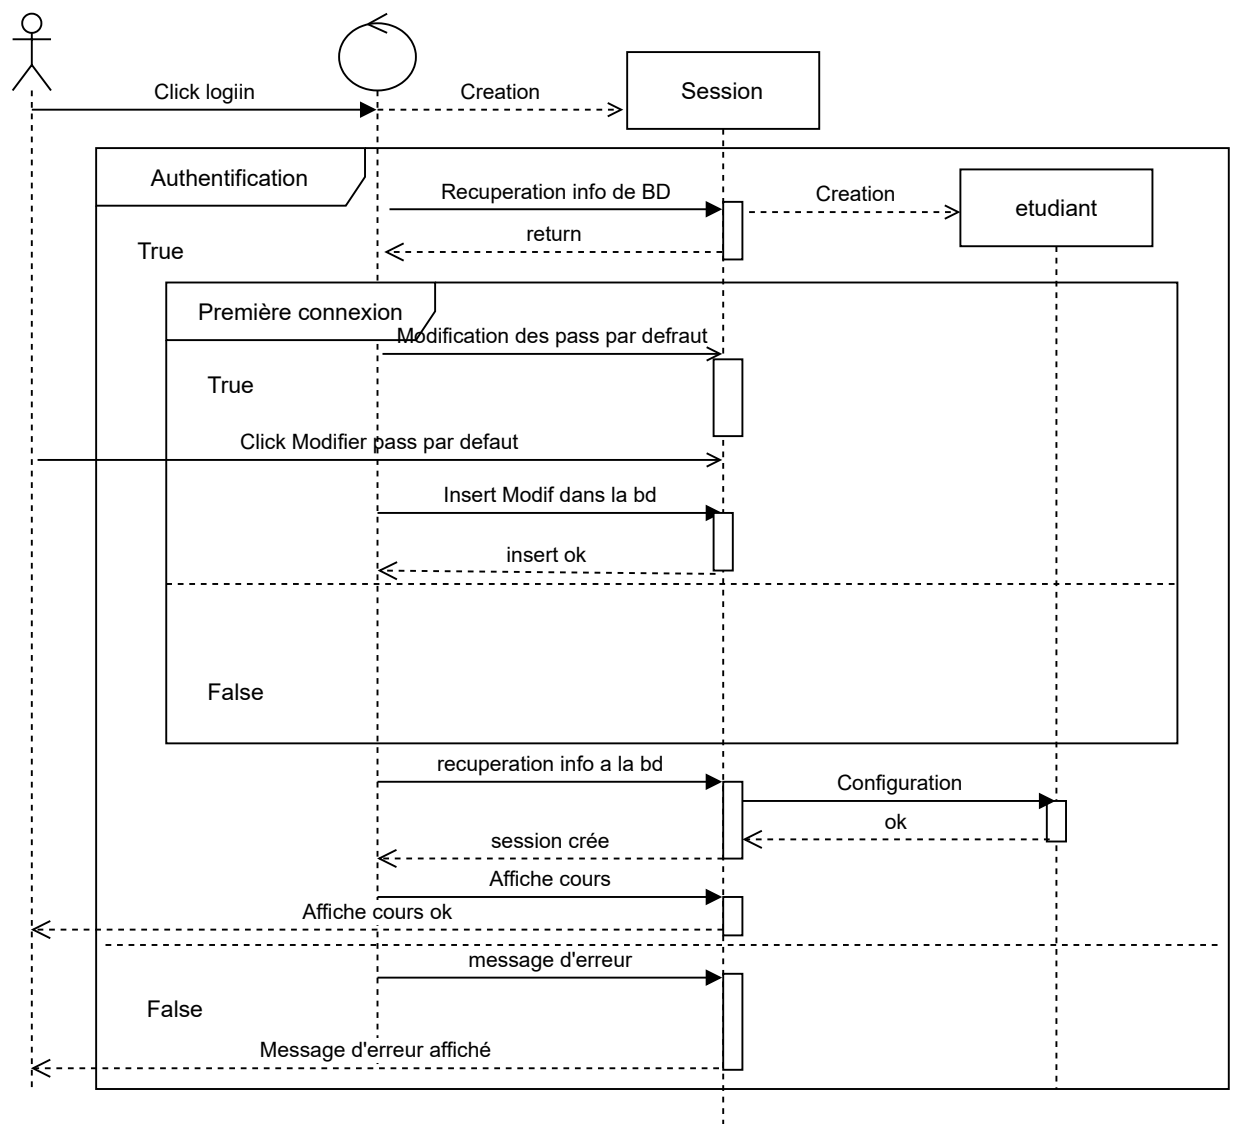 Click logiin
Creation
Session
Authentification
Recuperation info de BD
Creation
etudiant
return
True
Première connexion
Modification des pass par defraut
True
Click Modifier pass par defaut
Insert Modif dans la bd
insert ok
False
recuperation info a la bd
Configuration
ok
session crée
Affiche cours
Affiche cours ok
message d'erreur
False
Message d'erreur affiché